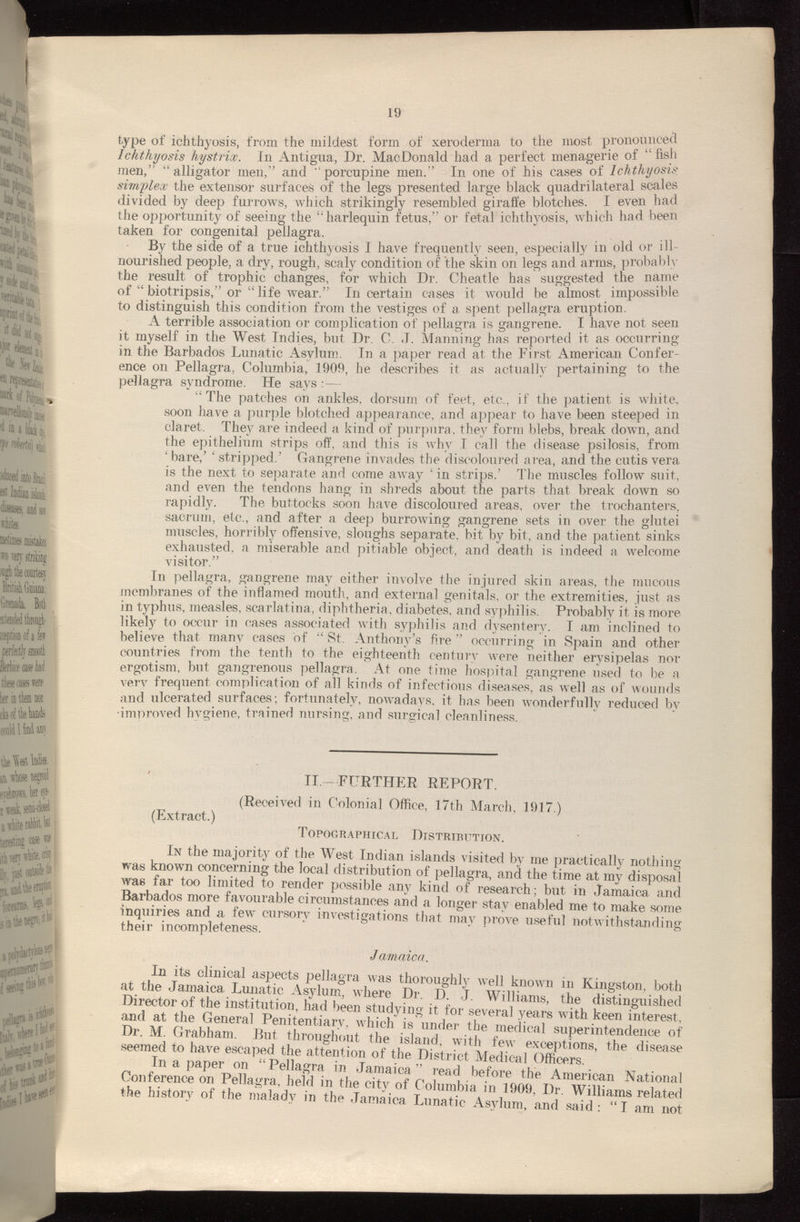 19
type of ichthyosis, from the mildest form of xeroderma to the most pronounced
Ichthyosis hystrix. In Antigua, Dr. MacDonald had a perfect menagerie of "fish
men," "alligator men," and "porcupine men." In one of his cases of Ichthyosis
simplex the extensor surfaces of the legs presented large black quadrilateral scales
divided by deep furrows, which strikingly resembled giraffe blotches. I even had
the opportunity of seeing the "harlequin fetus," or fetal ichthyosis, which had been
taken for congenital pellagra.
By the side of a true ichthyosis I have frequently seen, especially in old or ill-
nourished people, a dry, rough, scaly condition of the skin on legs and arms, probably
the result of trophic changes, for which Dr. Cheatle has suggested the name
of "biotripsis," or "life wear." In certain cases it would be almost impossible
to distinguish this condition from the vestiges of a spent pellagra eruption.
A terrible association or complication of pellagra is gangrene. I have not seen
it myself in the West Indies, but Dr. C. J. Manning has reported it as occurring
in the Barbados Lunatic Asylum. In a paper read at the First American Confer-
ence on Pellagra, Columbia, 1909, he describes it as actually pertaining to the
pellagra syndrome. He says:—
"The patches on ankles, dorsum of feet, etc., if the patient is white,
soon have a purple blotched appearance, and appear to have been steeped in
claret. They are indeed a kind of purpura, they form blebs, break down, and
the epithelium strips off, and this is why I call the disease psilosis, from
'bare,' 'stripped.' Gangrene invades the discoloured area, and the cutis vera
is the next to separate and come away 'in strips.' The muscles follow suit,
and even the tendons hang in shreds about the parts that break down so
rapidly. The buttocks soon have discoloured areas, over the trochanters,
sacrum, etc., and after a deep burrowing gangrene sets in over the glutei
muscles, horribly offensive, sloughs separate, bit by bit, and the patient sinks
exhausted, a miserable and pitiable object, and death is indeed a welcome
visitor."
In pellagra, gangrene may either involve the injured skin areas, the mucous
membranes of the inflamed mouth, and external genitals, or the extremities, just as
in typhus, measles, scarlatina, diphtheria, diabetes, and syphilis. Probably it is more
likely to occur in cases associated with syphilis and dysentery. I am inclined to
believe that many cases of "St. Anthony's fire" occurring in Spain and other
countries from the tenth to the eighteenth century were neither erysipelas nor
ergotism, but gangrenous pellagra. At one time hospital gangrene used to be a
very frequent complication of all kinds of infectious diseases, as well as of wounds
and ulcerated surfaces; fortunately, nowadays, it has been wonderfully reduced by
improved hygiene, trained nursing, and surgical cleanliness.
II.—FURTHER REPORT.
(Received in Colonial Office, 17th March, 1917.)
(Extract.)
TOPOGRAPHICAL DISTRIBUTION.
IN the majority of the West Indian islands visited by me practically nothing
was known concerning the local distribution of pellagra, and the time at my disposal
was far too limited to render possible any kind of research; but in Jamaica and
Barbados more favourable circumstances and a longer stay enabled me to make some
inquiries and a few cursory investigations that may prove useful notwithstanding
their incompleteness.
Jamaica.
In its clinical aspects pellagra was thoroughly well known in Kingston, both
at the Jamaica Lunatic Asylum, where Dr. D. J. Williams, the distinguished
Director of the institution, had been studying it for several years with keen interest,
and at the General Penitentiary, which is under the medical superintendence of
Dr. M. Grabham. But throughout the island, with few exceptions, the disease
seemed to have escaped the attention of the District Medical Officers.
In a paper on "Pellagra in Jamaica" read before the American National
Conference on Pellagra, held in the city of Columbia in 1909, Dr. Williams related
the history of the malady in the Jamaica Lunatic Asylum, and said: "I am not